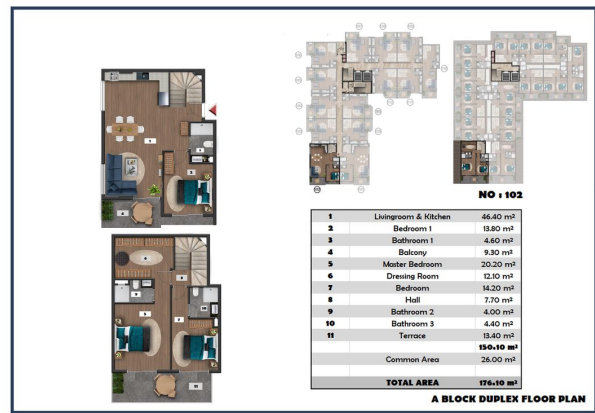 NO : 102
1 Livingroom & Kitchen 46.40 m²
2 Bedroom 1 13.80 m²
3 Bathroom 1 4.60 m²
4 Balcony 9.30 m²
5 Master Bedroom 20.20 m²
6 Dressing Room 12.10 m²
7 Bedroom 14.20 m²
8 Hall 7.70 m²
9 Bathroom 2 4.00 m²
10 Bathroom 3 4.40 m²
11 Terrace 13.40 m²
150.10 m²
Common Area 26.00 m²
TOTAL AREA 176.10 m²
A BLOCK DUPLEX FLOOR PLAN